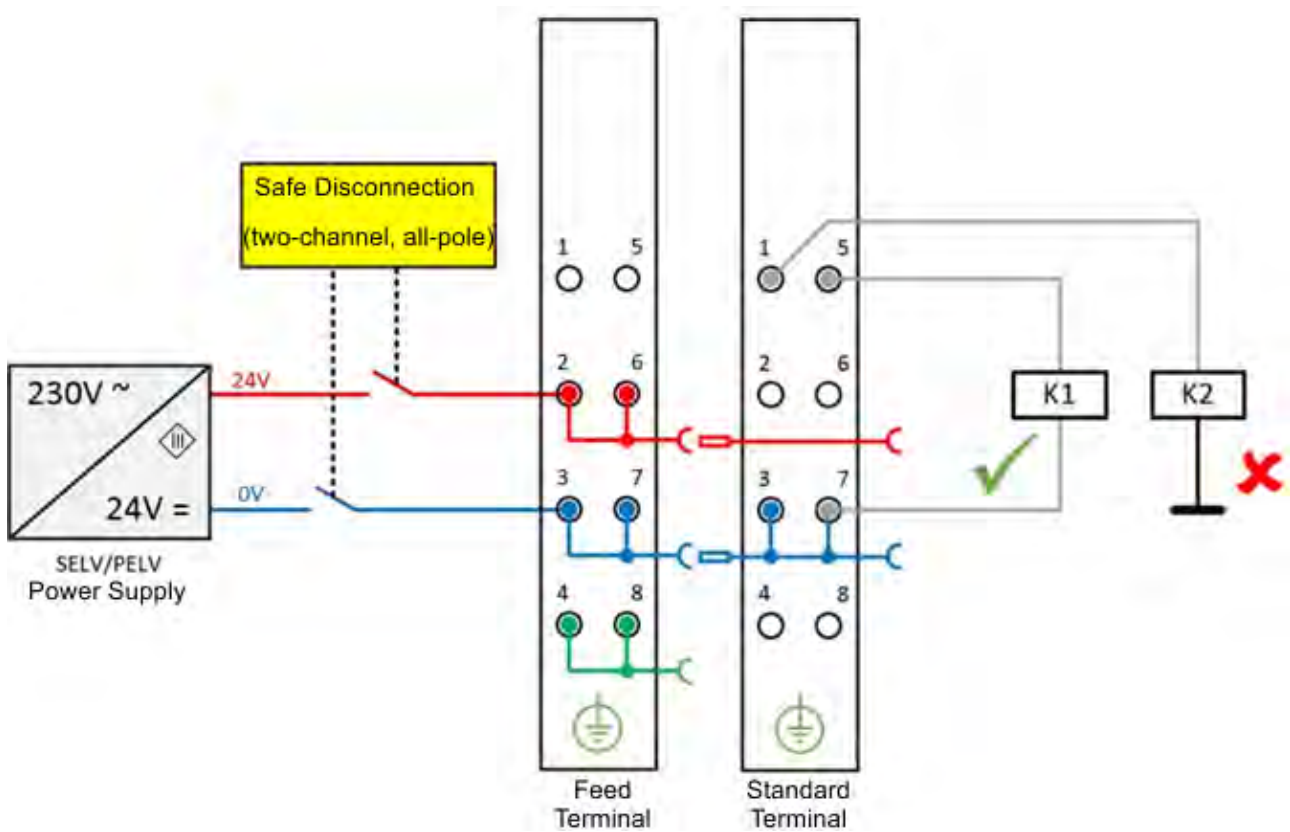 Safe Disconnection
(two-channel, all-pole)
1 5
1 5
2 6
2 6
230V ~
24V
K1
K2
III
3 7
3 7
24V =
0V
SELV/PELV
Power Supply
4 8
4 8
Feed
Terminal
Standard
Terminal